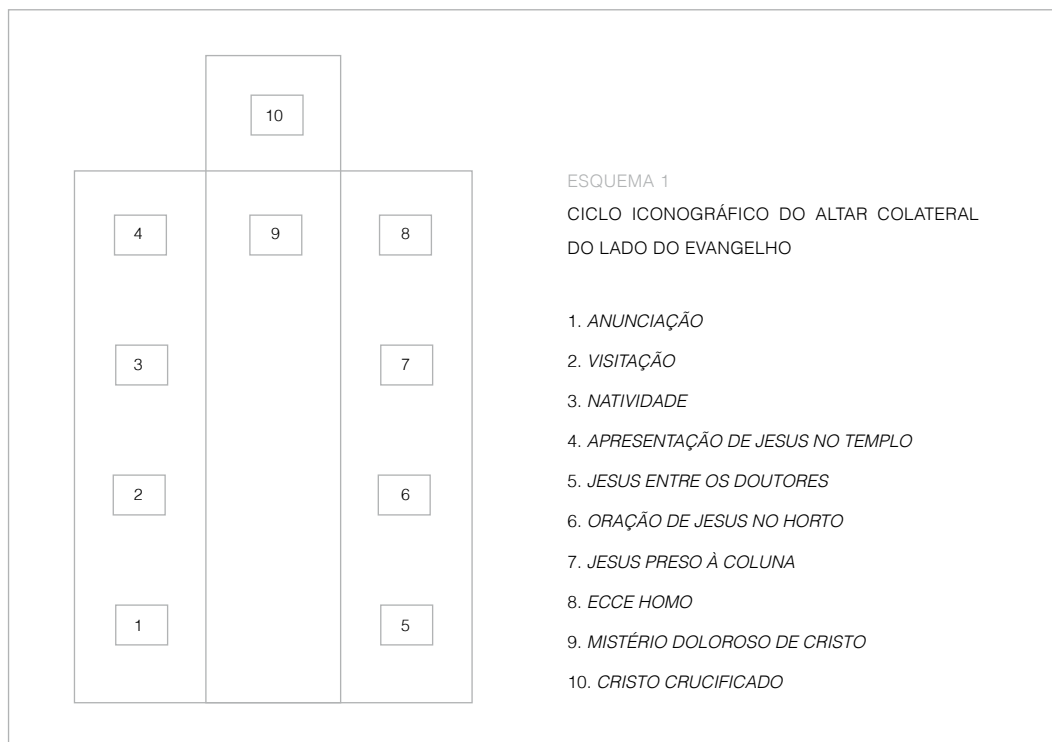 10
4
9
8
3
7
2
6
1
5
ESQUEMA 1
CICLO ICONOGRÁFICO DO ALTAR COLATERAL
DO LADO DO EVANGELHO
1. ANUNCIAÇÃO
2. VISITAÇÃO
3. NATIVIDADE
4. APRESENTAÇÃO DE JESUS NO TEMPLO
5. JESUS ENTRE OS DOUTORES
6. ORAÇÃO DE JESUS NO HORTO
7. JESUS PRESO À COLUNA
8. ECCE HOMO
9. MISTÉRIO DOLOROSO DE CRISTO
10. CRISTO CRUCIFICADO